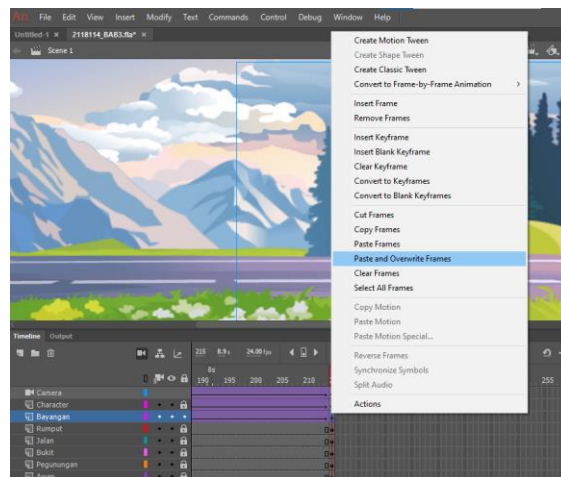 An File Edit View Insert Modify Text Commands Control Debug Window Help
Untitled-1 × 2118114_BAB3.fla* ×
Scene 1
Create Motion Tween
Create Shape Tween
Create Classic Tween
Convert to Frame-by-Frame Animation >
Insert Frame
Remove Frames
Insert Keyframe
Insert Blank Keyframe
Clear Keyframe
Convert to Keyframes
Convert to Blank Keyframes
Cut Frames
Copy Frames
Paste Frames
Paste and Overwrite Frames
Clear Frames
Select All Frames
Copy Motion
Paste Motion
Paste Motion Special...
Reverse Frames
Synchronize Symbols
Split Audio
Actions
Timeline Output
215 8.9s 24.00 fps
8s
190 195 200 205 210 255
Camera
Character
Bayangan
Rumput
Jalan
Bukit
Pegunungan
Awan